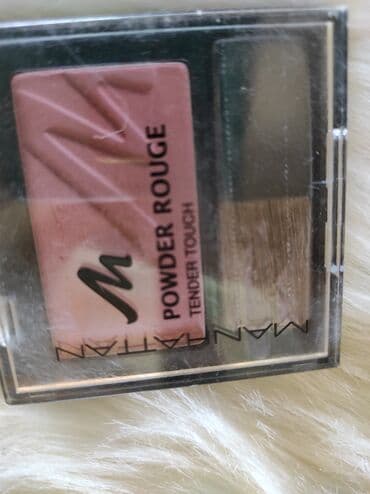 M
POWDER ROUGE
TENDER TOUCH
MANHATTAN